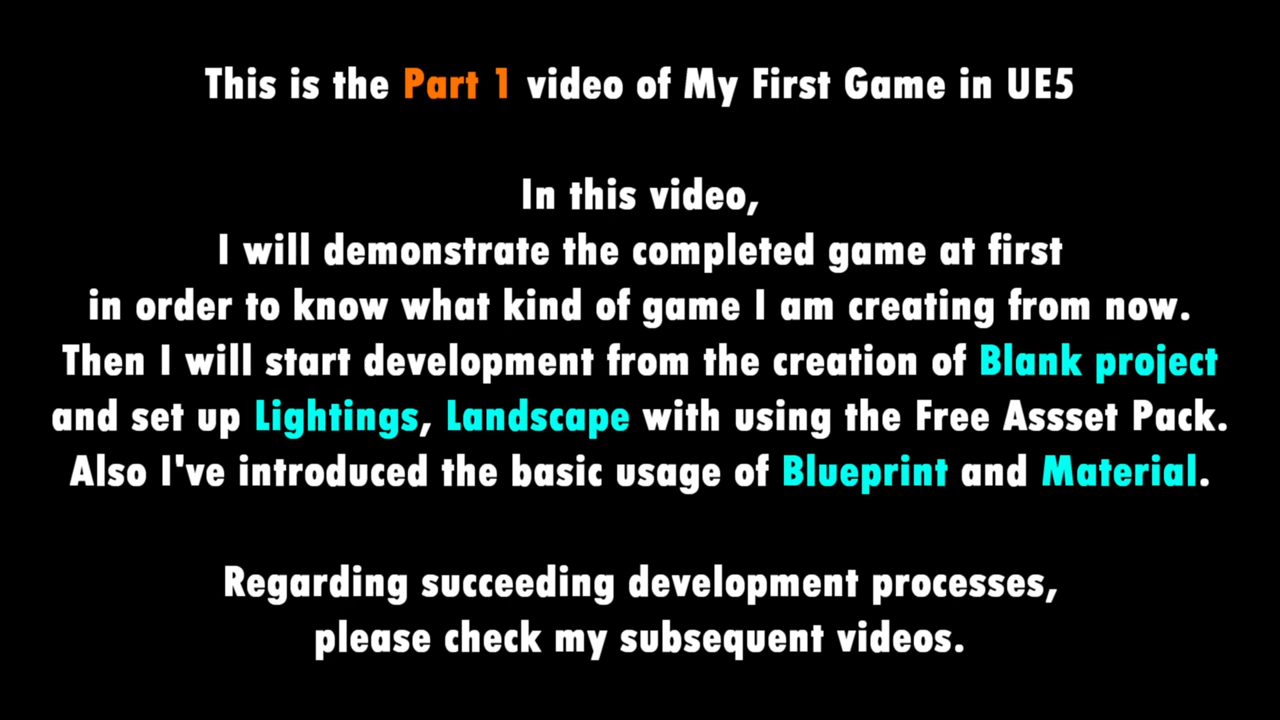 This is the Part 1 video of My First Game in UE5
In this video,
I will demonstrate the completed game at first
in order to know what kind of game I am creating from now.
Then I will start development from the creation of Blank project
and set up Lightings, Landscape with using the Free Assset Pack.
Also I've introduced the basic usage of Blueprint and Material.
Regarding succeeding development processes,
please check my subsequent videos.